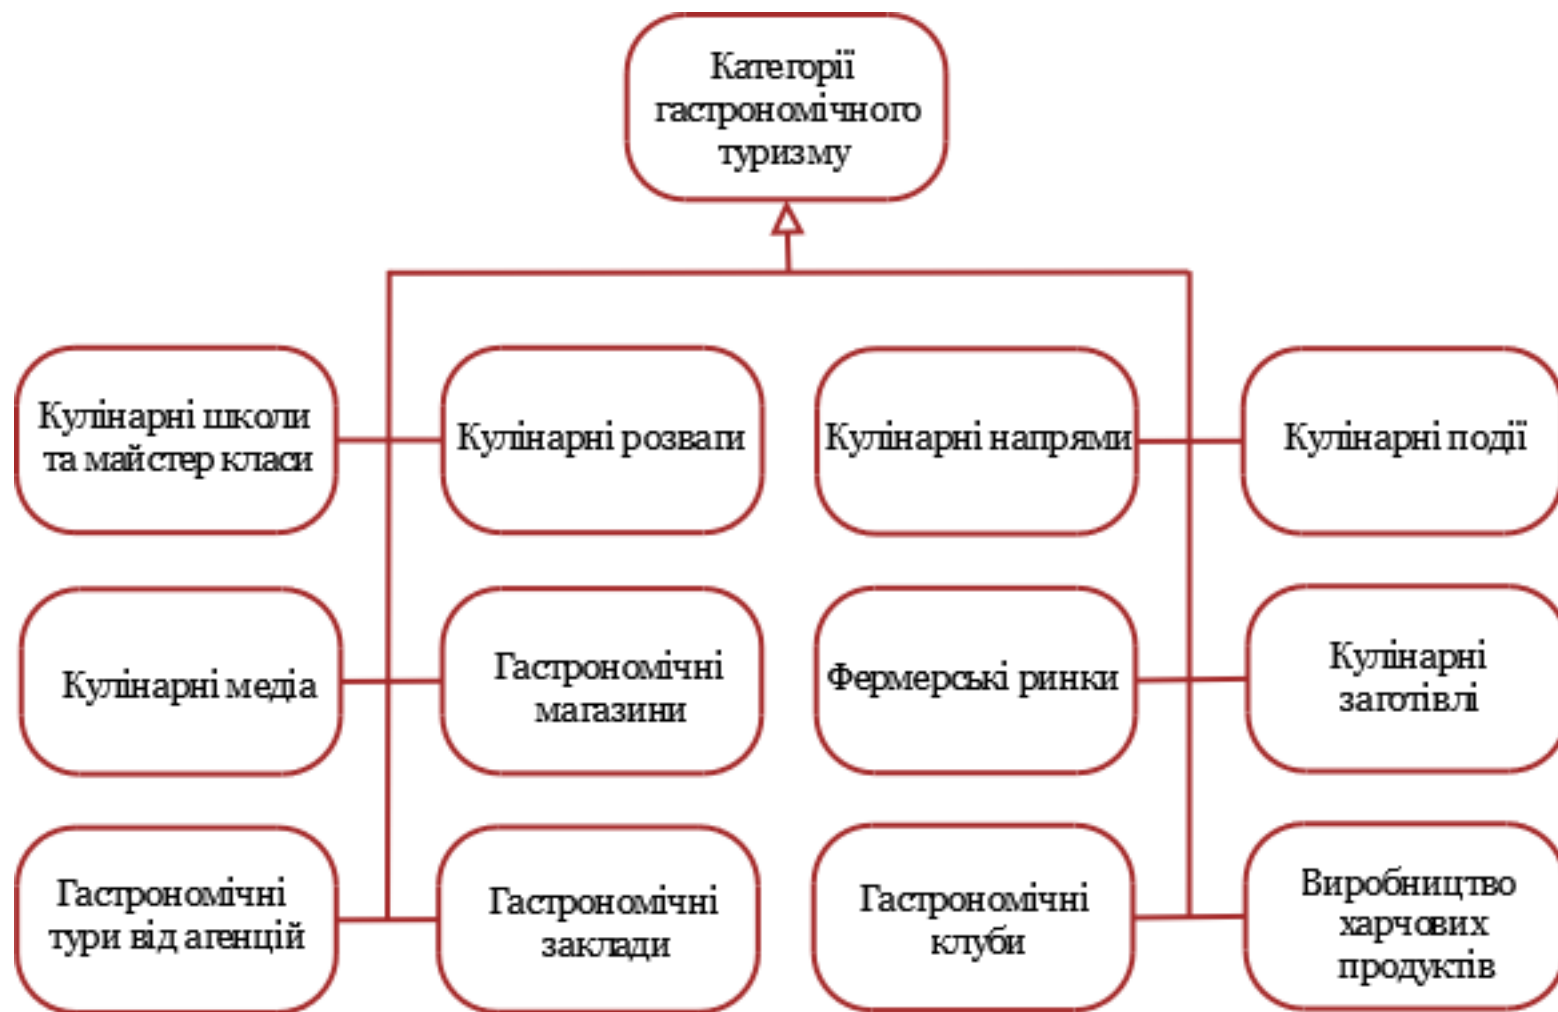 Категорії
гастрономічного
туризму
Кулінарні школи
та майстер класи
Кулінарні розваги
Кулінарні напрями
Кулінарні події
Кулінарні медіа
Гастрономічні
магазини
Фермерські ринки
Кулінарні
заготівлі
Гастрономічні
тури від агенцій
Гастрономічні
заклади
Гастрономічні
клуби
Виробництво
харчових
продуктів